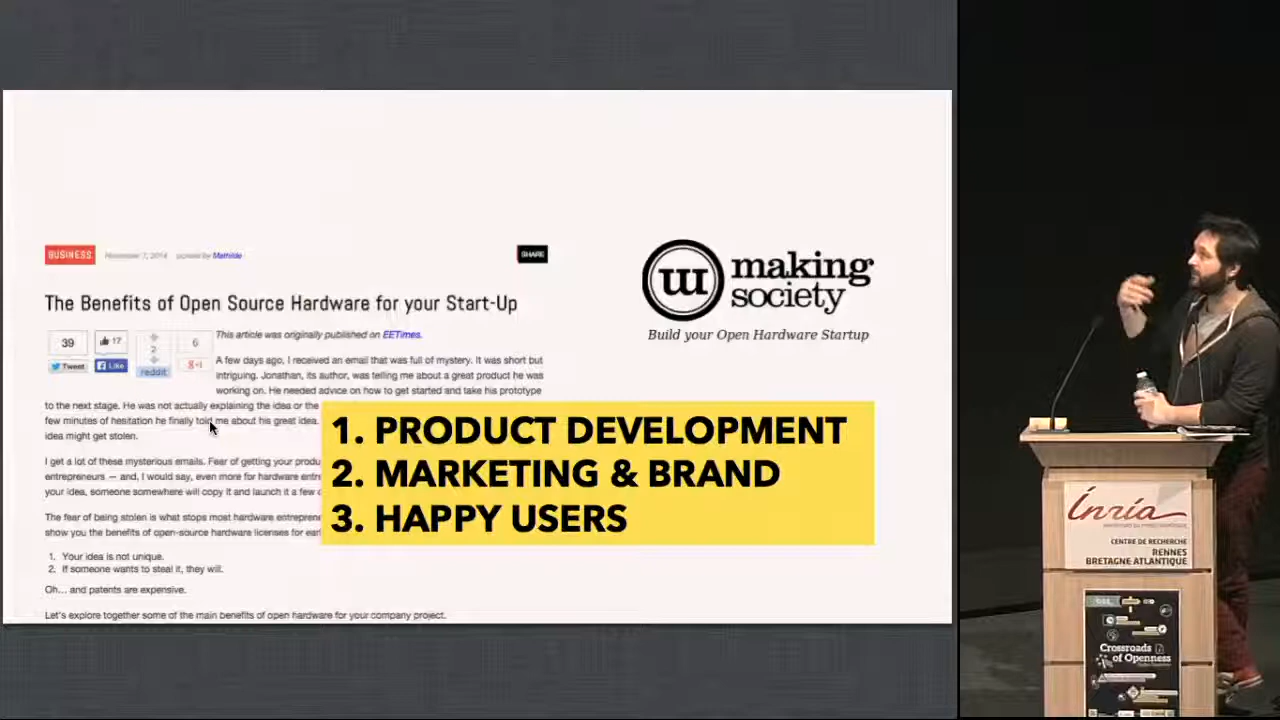 BUSINESS November 7, 2014 posted by Mathilde SHARE
The Benefits of Open Source Hardware for your Start-Up
39 17 2 6
Tweet Like reddit g+1
This article was originally published on EETimes.
A few days ago, I received an email that was full of mystery. It was short but
intriguing. Jonathan, its author, was telling me about a great product he was
working on. He needed advice on how to get started and take his prototype
to the next stage. He was not actually explaining the idea or the
few minutes of hesitation he finally told me about his great idea.
idea might get stolen.
I get a lot of these mysterious emails. Fear of getting your produ
entrepreneurs — and, I would say, even more for hardware entre
your idea, someone somewhere will copy it and launch it a few d
The fear of being stolen is what stops most hardware entreprene
show you the benefits of open-source hardware licenses for earl
1. Your idea is not unique.
2. If someone wants to steal it, they will.
Oh... and patents are expensive.
Let's explore together some of the main benefits of open hardware for your company project.
making
society
Build your Open Hardware Startup
1. PRODUCT DEVELOPMENT
2. MARKETING & BRAND
3. HAPPY USERS
Inria
CENTRE DE RECHERCHE
RENNES
BRETAGNE ATLANTIQUE
Crossroads
of Openness